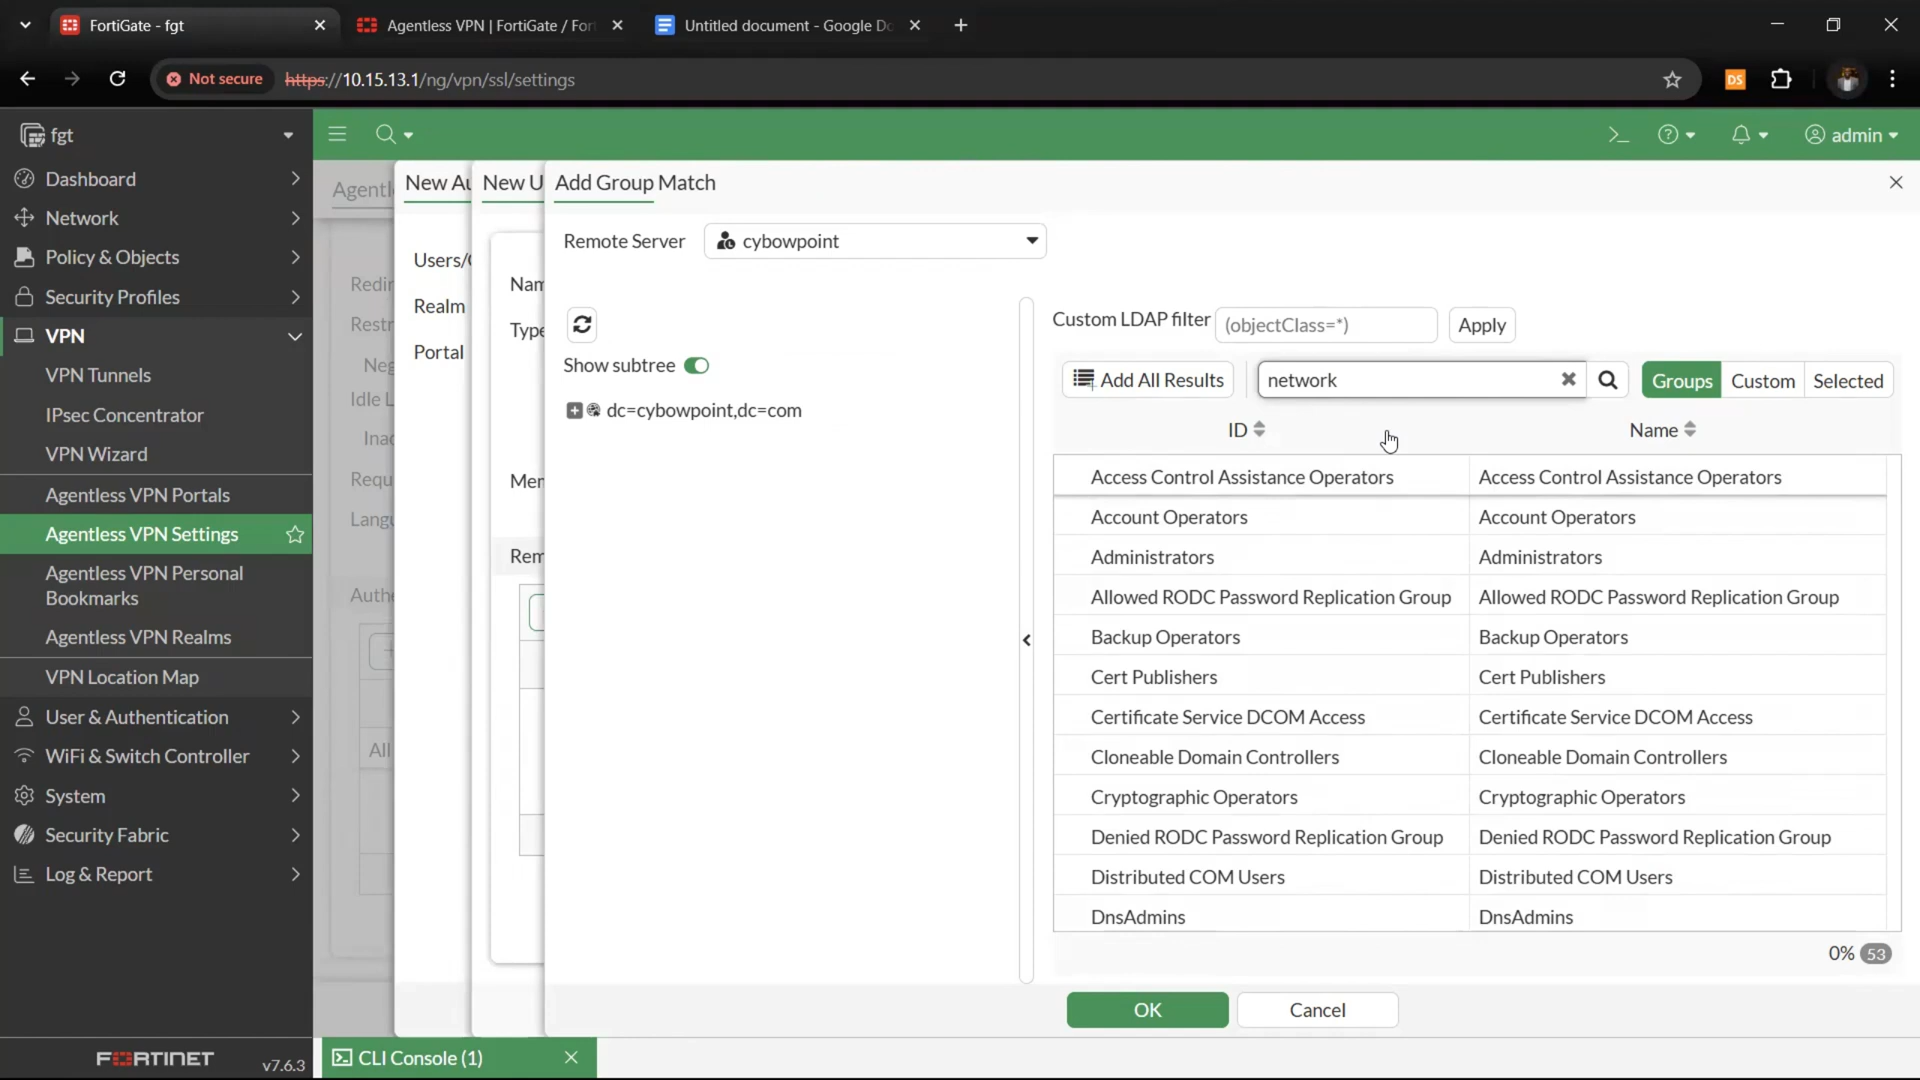 FortiGate - fgt
Agentless VPN | FortiGate / For
Untitled document - Google Do
Not secure
https://10.15.13.1/ng/vpn/ssl/settings
DS
fgt
admin
Dashboard
Network
Policy & Objects
Security Profiles
VPN
VPN Tunnels
IPsec Concentrator
VPN Wizard
Agentless VPN Portals
Agentless VPN Settings
Agentless VPN Personal
Bookmarks
Agentless VPN Realms
VPN Location Map
User & Authentication
WiFi & Switch Controller
System
Security Fabric
Log & Report
FORTINET
v7.6.3
Agentl
Redir
Restr
Neg
Idle L
Inac
Requ
Langu
Authe
All
New Au
Users/G
Realm
Portal
New U
Nam
Type
Mem
Rem
Add Group Match
Remote Server
cybowpoint
Show subtree
dc=cybowpoint,dc=com
Custom LDAP filter
(objectClass=*)
Apply
Add All Results
network
Groups
Custom
Selected
ID
Name
Access Control Assistance Operators
Access Control Assistance Operators
Account Operators
Account Operators
Administrators
Administrators
Allowed RODC Password Replication Group
Allowed RODC Password Replication Group
Backup Operators
Backup Operators
Cert Publishers
Cert Publishers
Certificate Service DCOM Access
Certificate Service DCOM Access
Cloneable Domain Controllers
Cloneable Domain Controllers
Cryptographic Operators
Cryptographic Operators
Denied RODC Password Replication Group
Denied RODC Password Replication Group
Distributed COM Users
Distributed COM Users
DnsAdmins
DnsAdmins
0% 53
OK
Cancel
CLI Console (1)